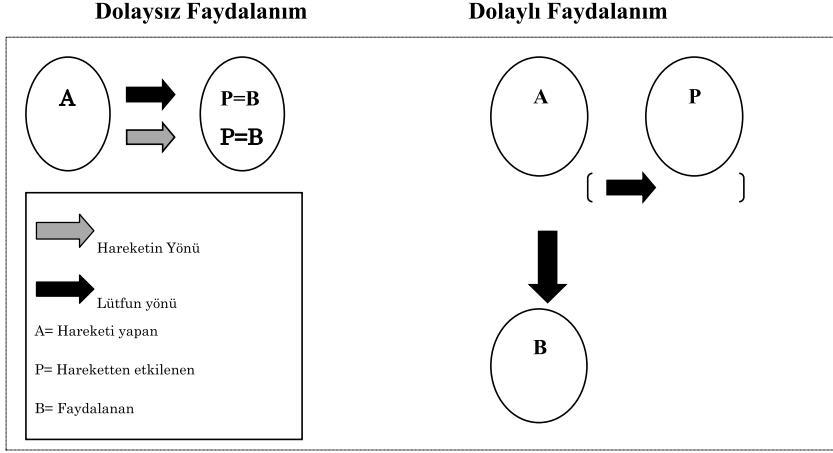 Dolaysız Faydalanım
Dolaylı Faydalanım
A
P=B
P=B
A
P
B
Hareketin Yönü
Lütfun yönü
A= Hareketi yapan
P= Hareketten etkilenen
B= Faydalanan